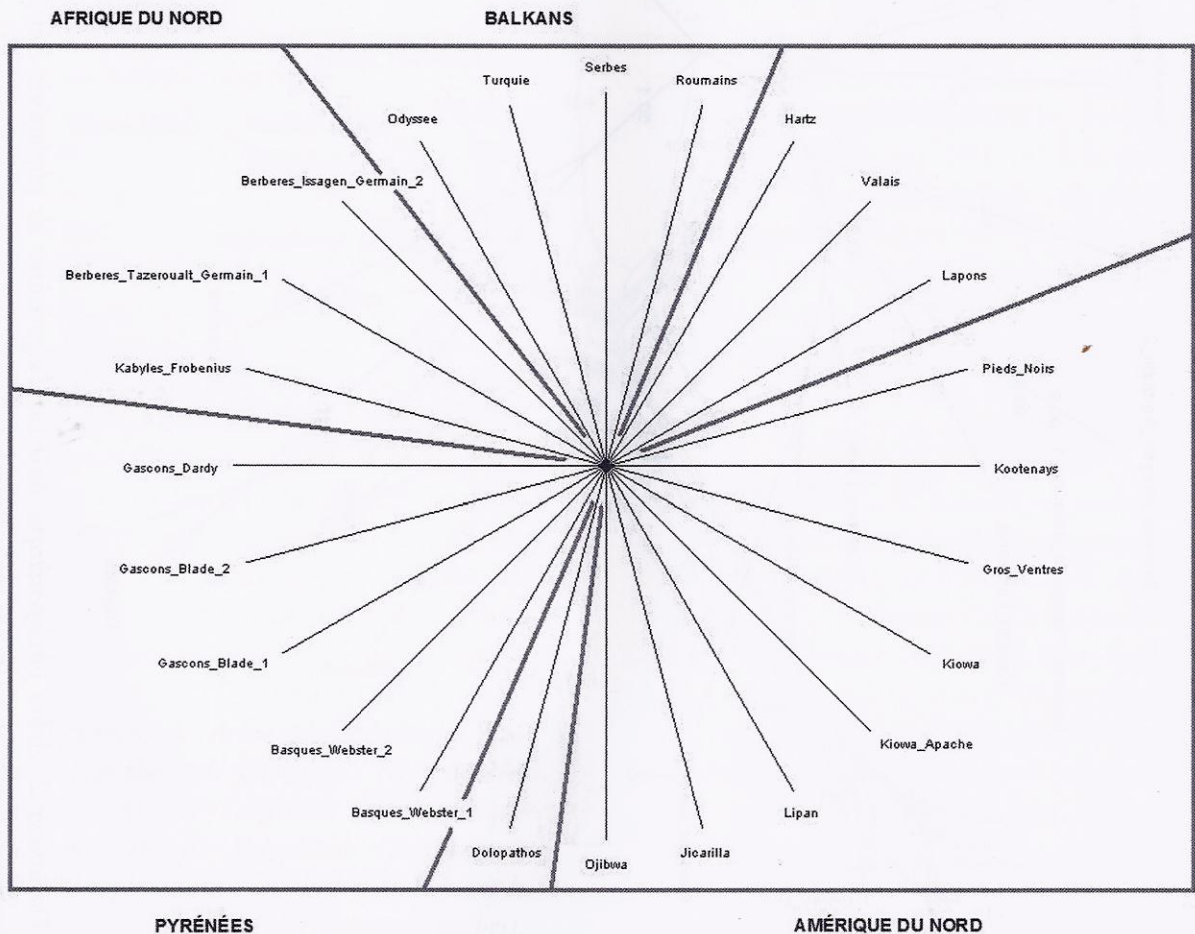 AFRIQUE DU NORD
BALKANS
Serbes
Turquie
Roumains
Odyssee
Hartz
Berberes_Issagen_Germain_2
Valais
Berberes_Tazeroualt_Germain_1
Lapons
Kabyles_Frobenius
Pieds_Noirs
Gascons_Dardy
Kootenays
Gascons_Blade_2
Gros_Ventres
Gascons_Blade_1
Kiowa
Basques_Webster_2
Kiowa_Apache
Basques_Webster_1
Lipan
Dolopathos
Ojibwa
Jicarilla
PYRÉNÉES
AMÉRIQUE DU NORD